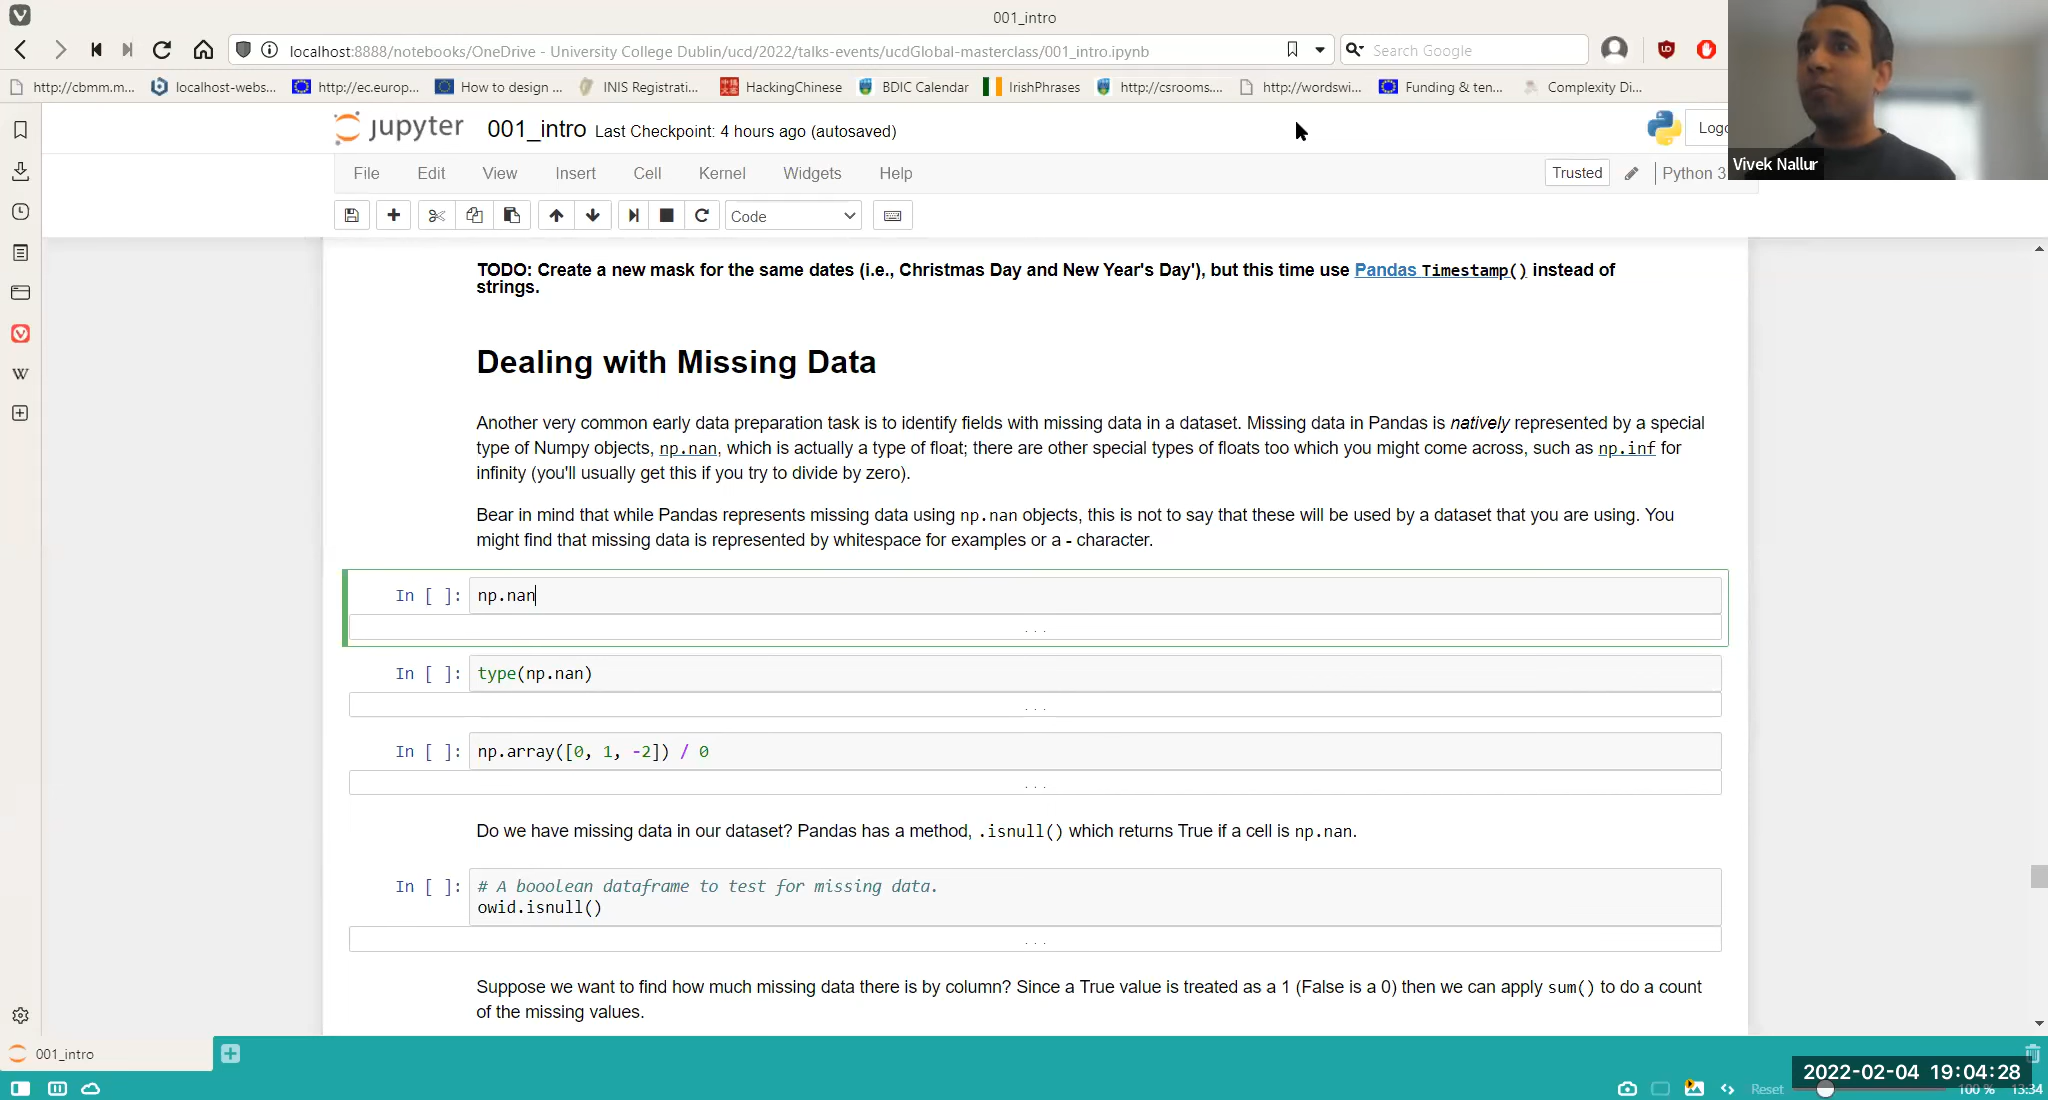 001_intro
localhost:8888/notebooks/OneDrive - University College Dublin/ucd/2022/talks-events/ucdGlobal-masterclass/001_intro.ipynb
Search Google
http://cbmm.m...
localhost-webs...
http://ec.europ...
How to design ...
INIS Registrati...
HackingChinese
BDIC Calendar
IrishPhrases
http://csrooms....
http://wordswi...
Funding & ten...
Complexity Di...
jupyter 001_intro Last Checkpoint: 4 hours ago (autosaved)
Logo
Vivek Nallur
File Edit View Insert Cell Kernel Widgets Help
Trusted
Python 3
Code
TODO: Create a new mask for the same dates (i.e., Christmas Day and New Year's Day'), but this time use Pandas Timestamp() instead of
strings.
Dealing with Missing Data
Another very common early data preparation task is to identify fields with missing data in a dataset. Missing data in Pandas is natively represented by a special
type of Numpy objects, np.nan, which is actually a type of float; there are other special types of floats too which you might come across, such as np.inf for
infinity (you'll usually get this if you try to divide by zero).
Bear in mind that while Pandas represents missing data using np.nan objects, this is not to say that these will be used by a dataset that you are using. You
might find that missing data is represented by whitespace for examples or a - character.
In [ ]: np.nan
...
In [ ]: type(np.nan)
...
In [ ]: np.array([0, 1, -2]) / 0
...
Do we have missing data in our dataset? Pandas has a method, .isnull() which returns True if a cell is np.nan.
In [ ]: # A booolean dataframe to test for missing data.
owid.isnull()
...
Suppose we want to find how much missing data there is by column? Since a True value is treated as a 1 (False is a 0) then we can apply sum() to do a count
of the missing values.
001_intro
2022-02-04 19:04:28
Reset
100 %
13:34